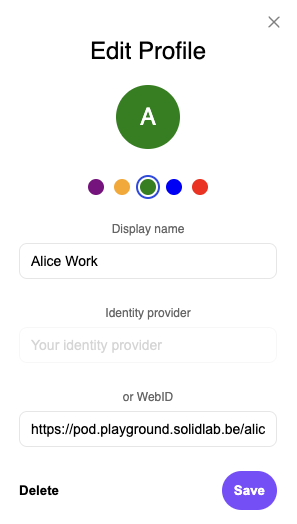 Edit Profile
A
Display name
Alice Work
Identity provider
Your identity provider
or WebID
https://pod.playground.solidlab.be/alic
Delete
Save